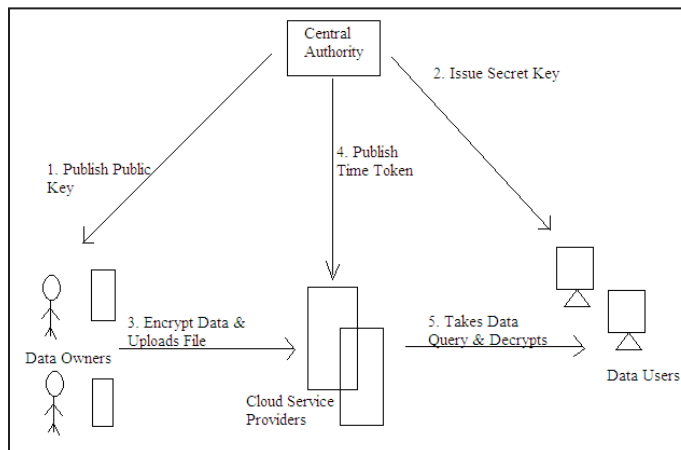 Central
Authority
2. Issue Secret Key
4. Publish
Time Token
1. Publish Public
Key
3. Encrypt Data &
Uploads File
5. Takes Data
Query & Decrypts
Data Owners
Data Users
Cloud Service
Providers